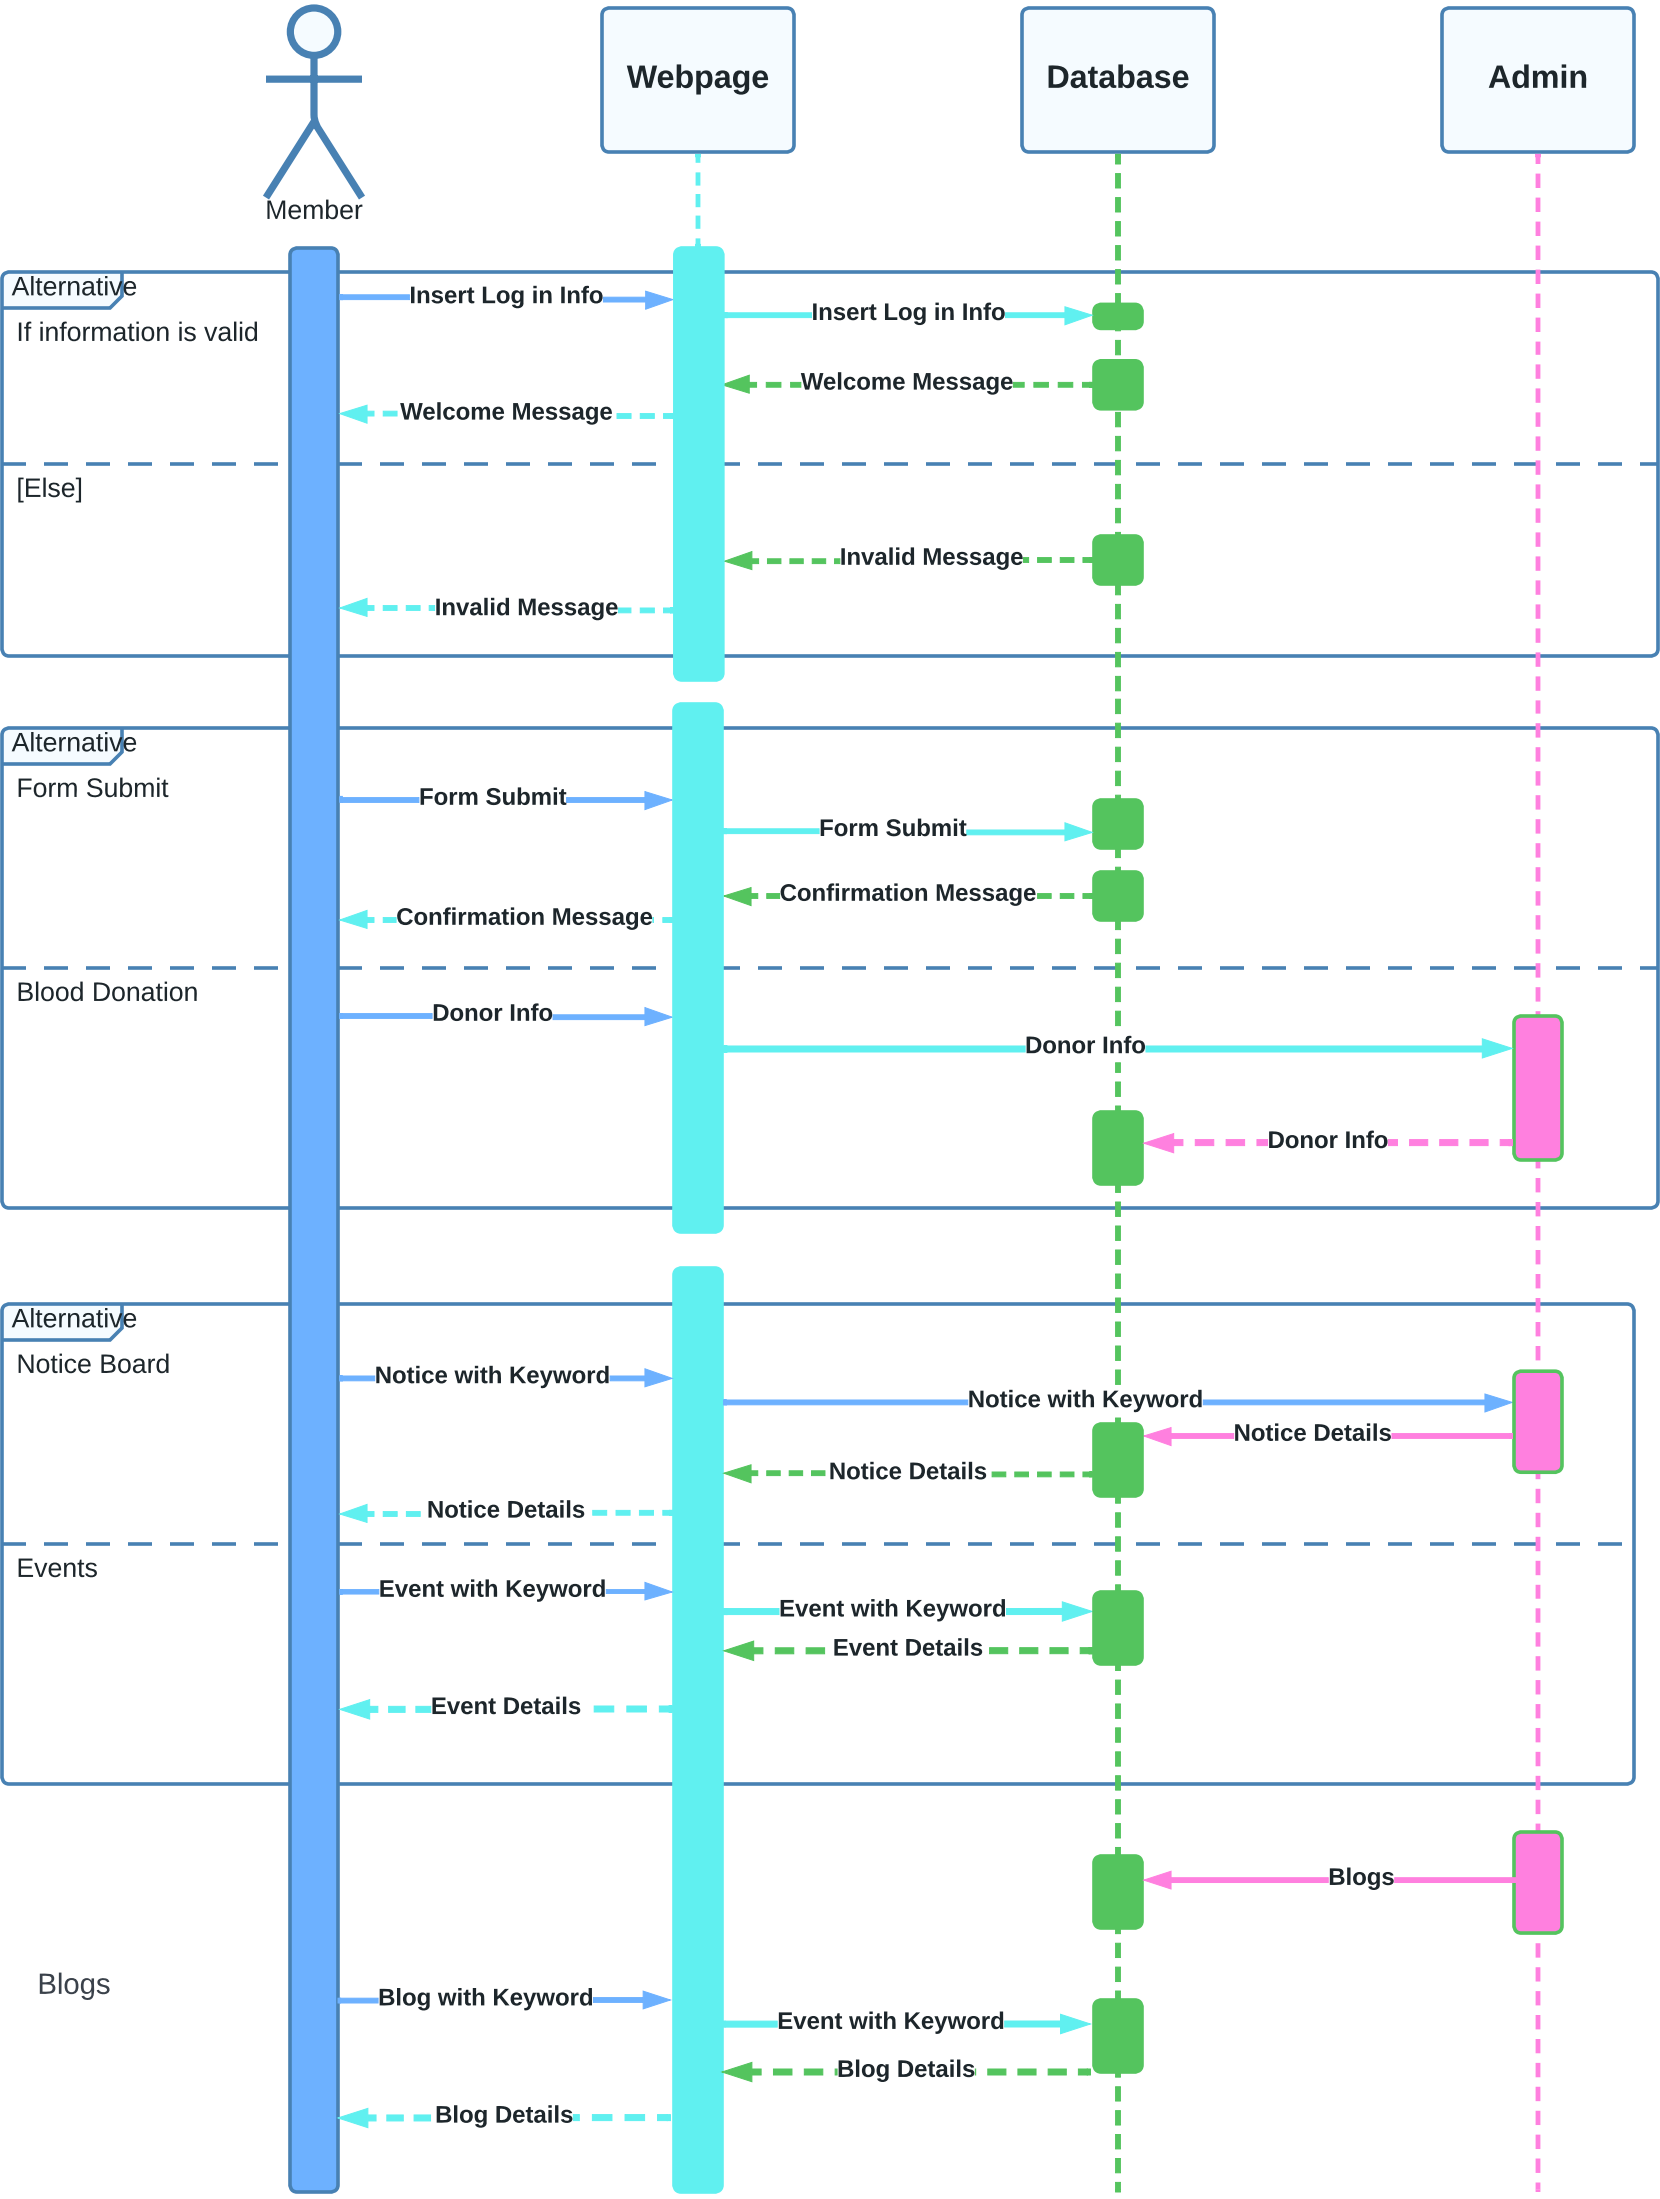 Webpage
Database
Admin
Member
Alternative
Insert Log in Info
Insert Log in Info
If information is valid
Welcome Message
Welcome Message
[Else]
Invalid Message
Invalid Message
Alternative
Form Submit
Form Submit
Form Submit
Confirmation Message
Confirmation Message
Blood Donation
Donor Info
Donor Info
Donor Info
Alternative
Notice Board
Notice with Keyword
Notice with Keyword
Notice Details
Notice Details
Notice Details
Events
Event with Keyword
Event with Keyword
Event Details
Event Details
Blogs
Blogs
Blog with Keyword
Event with Keyword
Blog Details
Blog Details